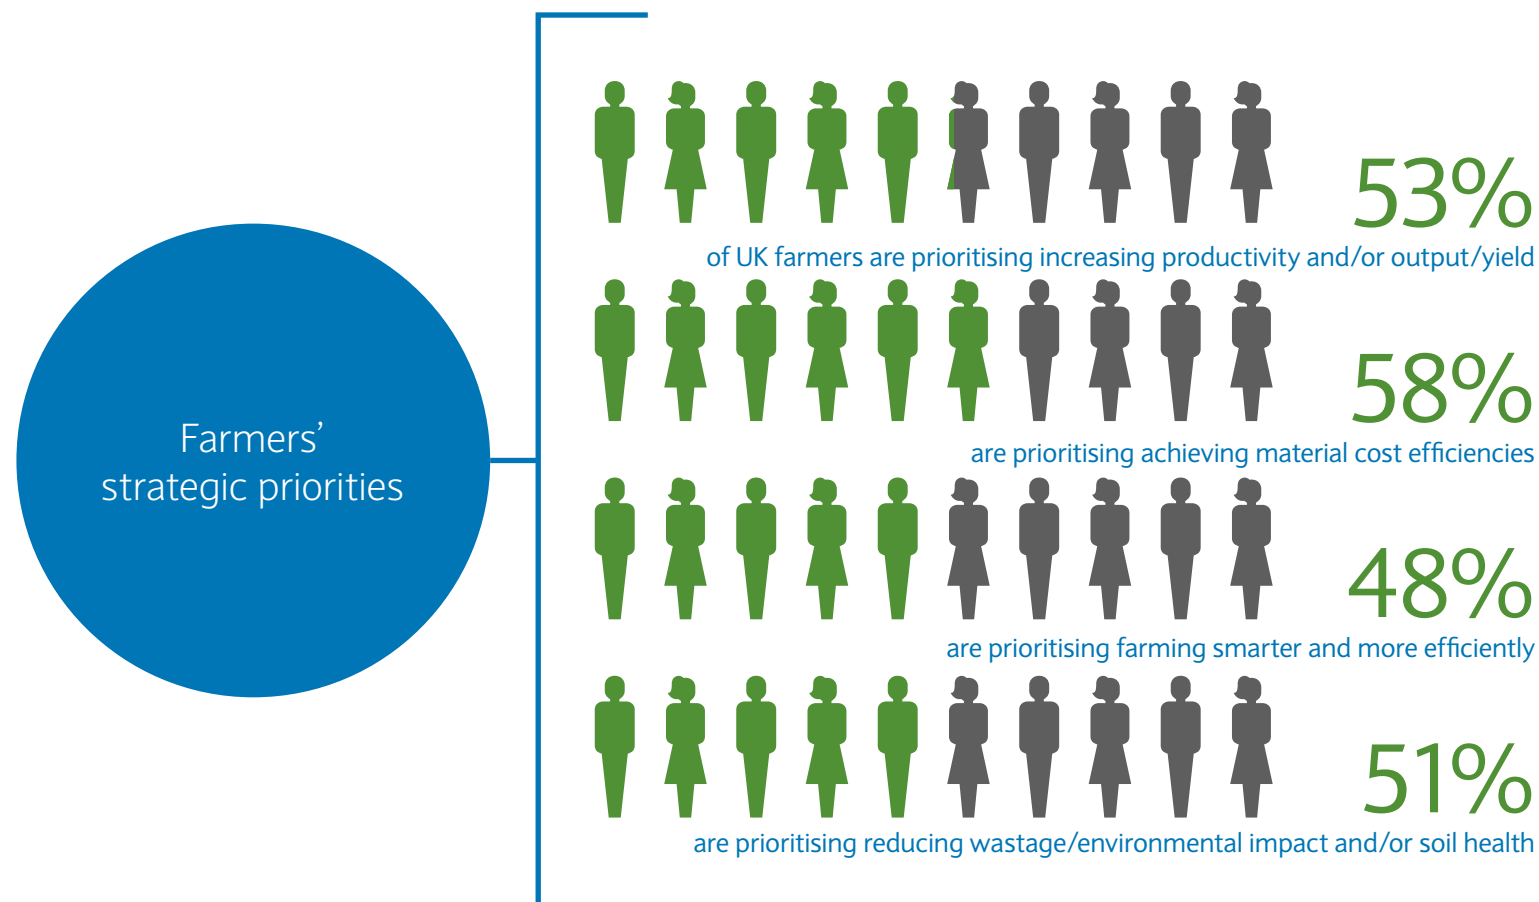 Farmers’
strategic priorities
53%
of UK farmers are prioritising increasing productivity and/or output/yield
58%
are prioritising achieving material cost efficiencies
48%
are prioritising farming smarter and more efficiently
51%
are prioritising reducing wastage/environmental impact and/or soil health